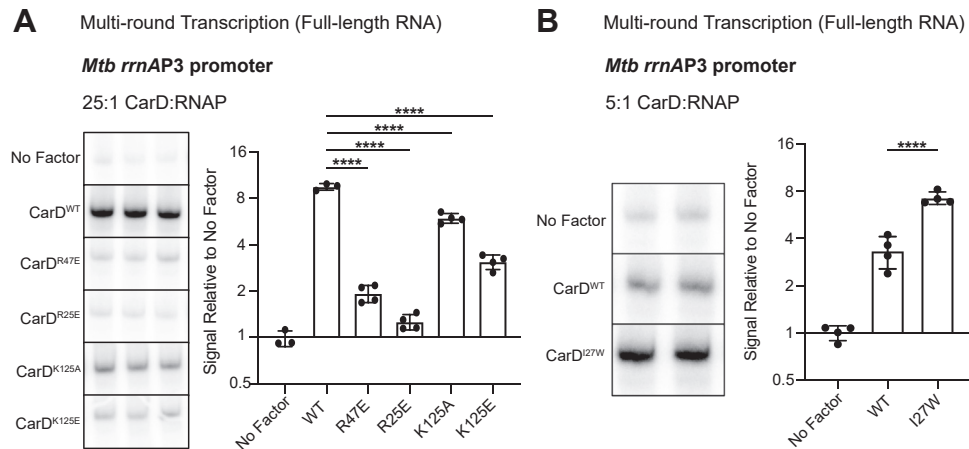 A Multi-round Transcription (Full-length RNA)
Mtb rrnAP3 promoter
25:1 CarD:RNAP
No Factor
CarDWT
CarDR47E
CarDR25E
CarDK125A
CarDK125E
Signal Relative to No Factor
16
8
4
2
1
0.5
****
****
****
****
No Factor
WT
R47E
R25E
K125A
K125E
B Multi-round Transcription (Full-length RNA)
Mtb rrnAP3 promoter
5:1 CarD:RNAP
No Factor
CarDWT
CarDI27W
Signal Relative to No Factor
16
8
4
2
1
0.5
****
No Factor
WT
I27W